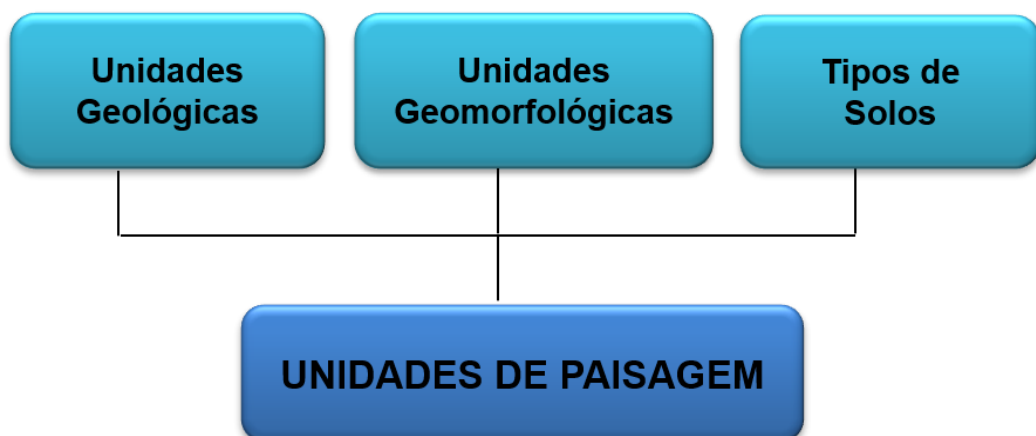 Unidades
Geológicas
Unidades
Geomorfológicas
Tipos de
Solos
UNIDADES DE PAISAGEM